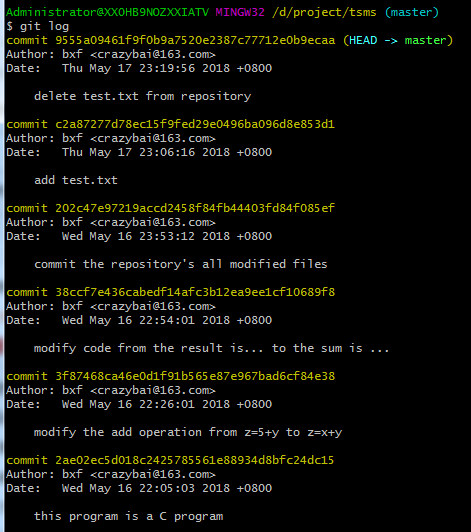 Administrator@XXOHB9NOZXXIATV MINGW32 /d/project/tsms (master)
$ git log
commit 9555a09461f9f0b9a7520e2387c77712e0b9ecaa (HEAD -> master)
Author: bxf <crazybai@163.com>
Date:   Thu May 17 23:19:56 2018 +0800
delete test.txt from repository
commit c2a87277d78ec15f9fed29e0496ba096d8e853d1
Author: bxf <crazybai@163.com>
Date:   Thu May 17 23:06:16 2018 +0800
add test.txt
commit 202c47e97219accd2458f84fb44403fd84f085ef
Author: bxf <crazybai@163.com>
Date:   Wed May 16 23:53:12 2018 +0800
commit the repository's all modified files
commit 38ccf7e436cabedf14afc3b12ea9ee1cf10689f8
Author: bxf <crazybai@163.com>
Date:   Wed May 16 22:54:01 2018 +0800
modify code from the result is... to the sum is ...
commit 3f87468ca46e0d1f91b565e87e967bad6cf84e38
Author: bxf <crazybai@163.com>
Date:   Wed May 16 22:26:01 2018 +0800
modify the add operation from z=5+y to z=x+y
commit 2ae02ec5d018c2425785561e88934d8bfc24dc15
Author: bxf <crazybai@163.com>
Date:   Wed May 16 22:05:03 2018 +0800
this program is a C program